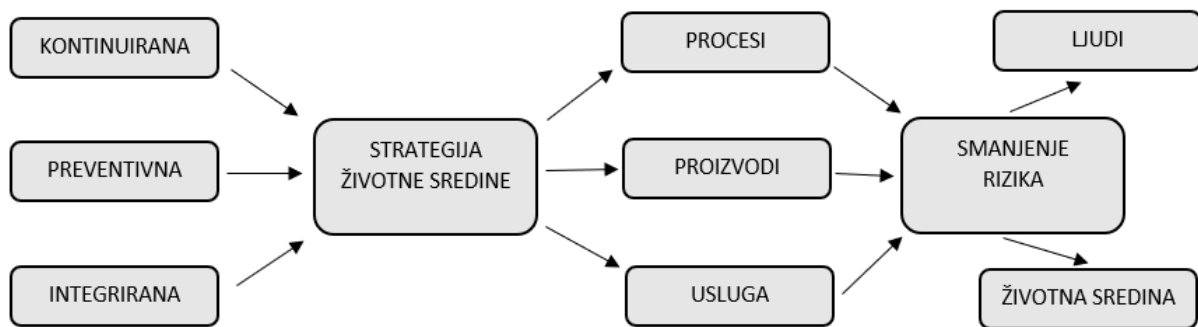 KONTINUIRANA
PREVENTIVNA
INTEGRIRANA
STRATEGIJA
ŽIVOTNE SREDINE
PROCESI
PROIZVODI
USLUGA
SMANJENJE
RIZIKA
LJUDI
ŽIVOTNA SREDINA